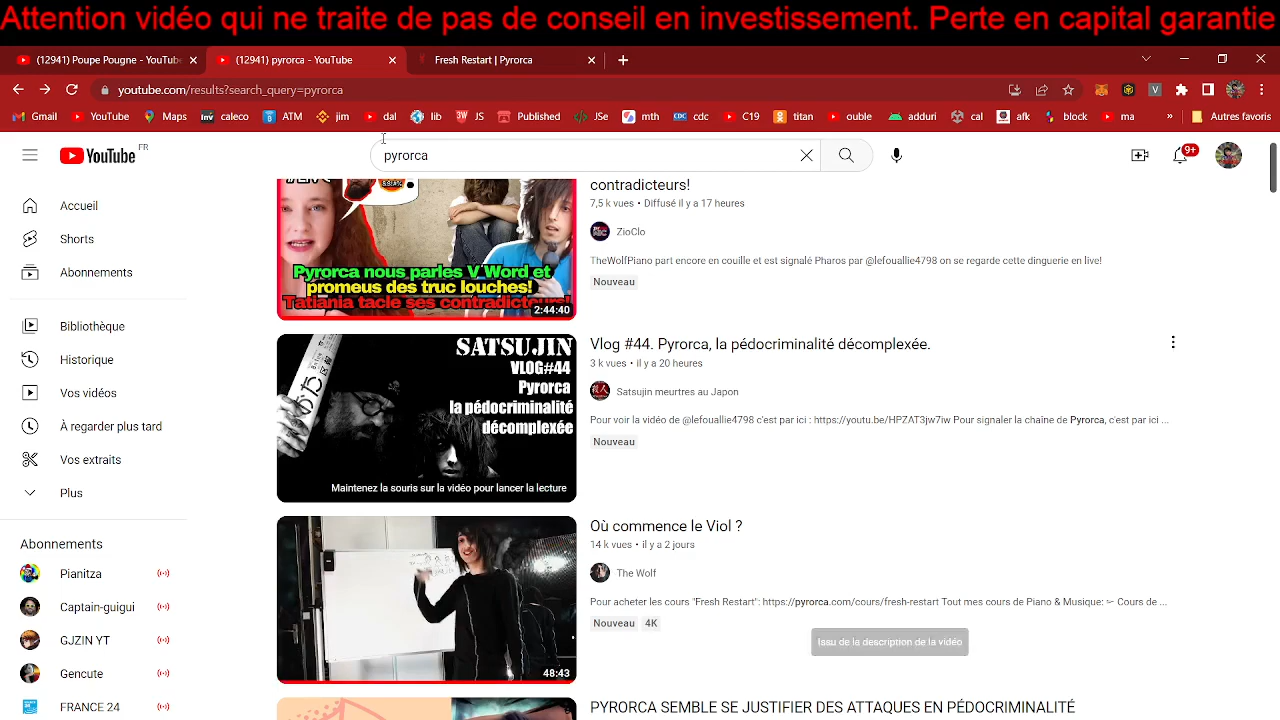 Attention vidéo qui ne traite de pas de conseil en investissement. Perte en capital garantie
(12941) Poupe Pougne - YouTub
(12941) pyrorca - YouTube
Fresh Restart | Pyrorca
youtube.com/results?search_query=pyrorca
Gmail YouTube Maps caleco ATM jim dal lib JS Published JSe mth cdc C19 titan ouble adduri cal afk block ma » Autres favoris
YouTube FR
pyrorca
9+
Accueil
Shorts
Abonnements
Bibliothèque
Historique
Vos vidéos
À regarder plus tard
Vos extraits
Plus
Abonnements
Pianitza
Captain-guigui
GJZIN YT
Gencute
FRANCE 24
Pyrorca nous parles V Word et
promeus des truc louches!
Tatiania tacle ses contradicteurs!
2:44:40
contradicteurs!
7,5 k vues • Diffusé il y a 17 heures
ZioClo
TheWolfPiano part encore en couille et est signalé Pharos par @lefouallie4798 on se regarde cette dinguerie en live!
Nouveau
SATSUJIN
VLOG#44
Pyrorca
la pédocriminalité
décomplexée
Maintenez la souris sur la vidéo pour lancer la lecture
Vlog #44. Pyrorca, la pédocriminalité décomplexée.
3 k vues • il y a 20 heures
Satsujin meurtres au Japon
Pour voir la vidéo de @lefouallie4798 c'est par ici : https://youtu.be/HPZAT3jw7iw Pour signaler la chaîne de Pyrorca, c'est par ici ...
Nouveau
48:43
Où commence le Viol ?
14 k vues • il y a 2 jours
The Wolf
Pour acheter les cours "Fresh Restart": https://pyrorca.com/cours/fresh-restart Tout mes cours de Piano & Musique: Cours de ...
Nouveau 4K
Issu de la description de la vidéo
PYRORCA SEMBLE SE JUSTIFIER DES ATTAQUES EN PÉDOCRIMINALITÉ